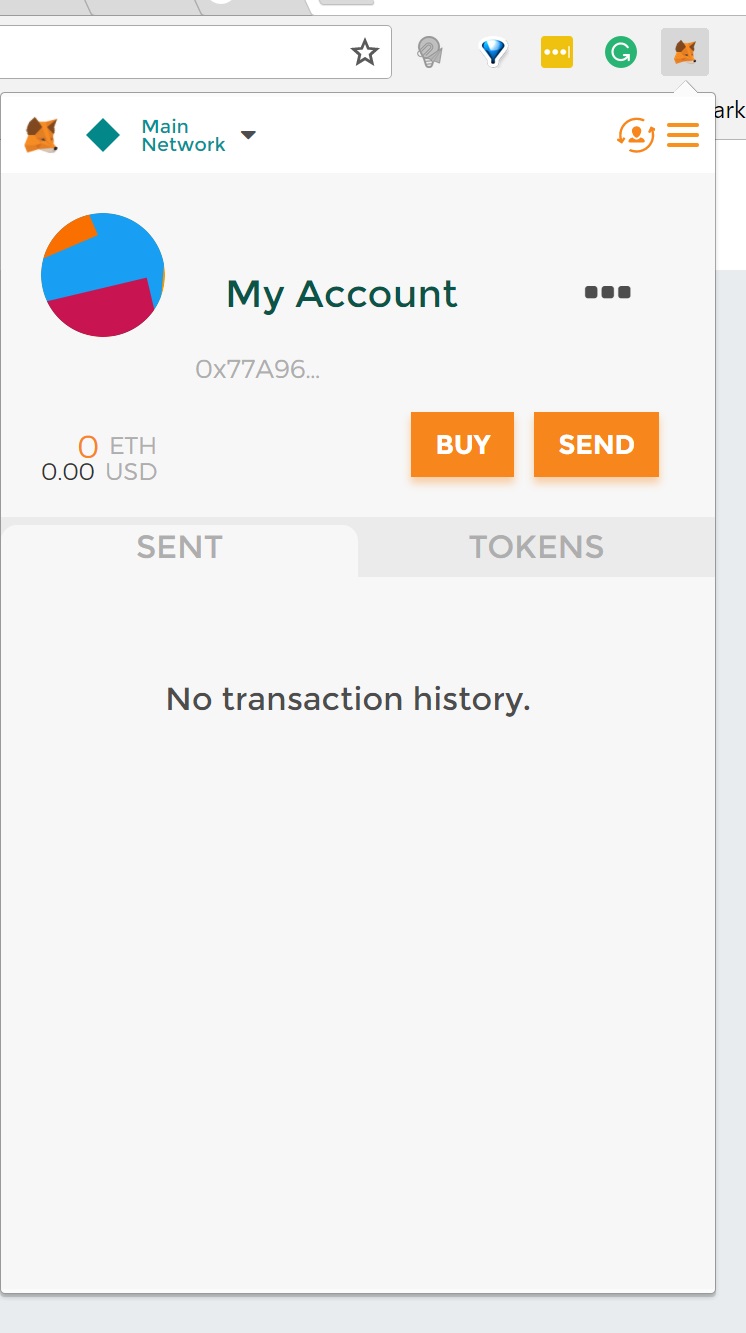 ark
Main
Network
My Account
0x77A96...
0 ETH
0.00 USD
BUY
SEND
SENT
TOKENS
No transaction history.